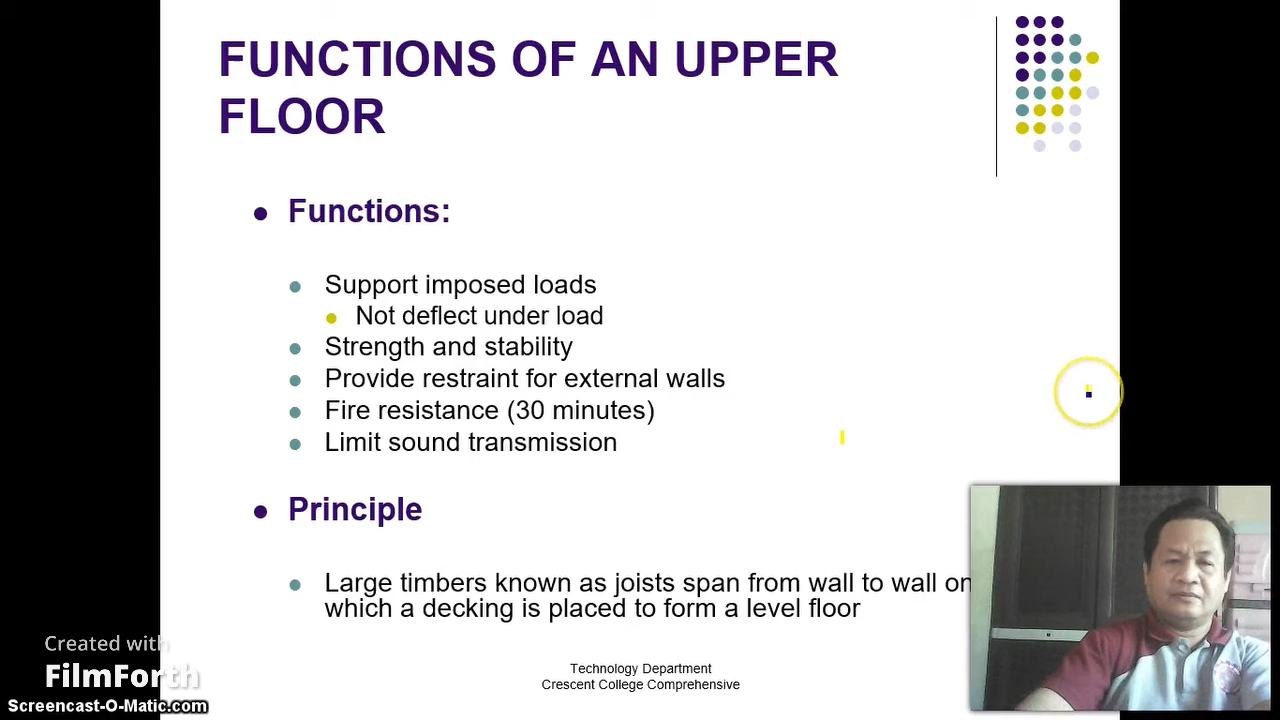 FUNCTIONS OF AN UPPER
FLOOR
Functions:
Support imposed loads
Not deflect under load
Strength and stability
Provide restraint for external walls
Fire resistance (30 minutes)
Limit sound transmission
Principle
Large timbers known as joists span from wall to wall on
which a decking is placed to form a level floor
Technology Department
Crescent College Comprehensive
Created with
FilmForth
Screencast-O-Matic.com